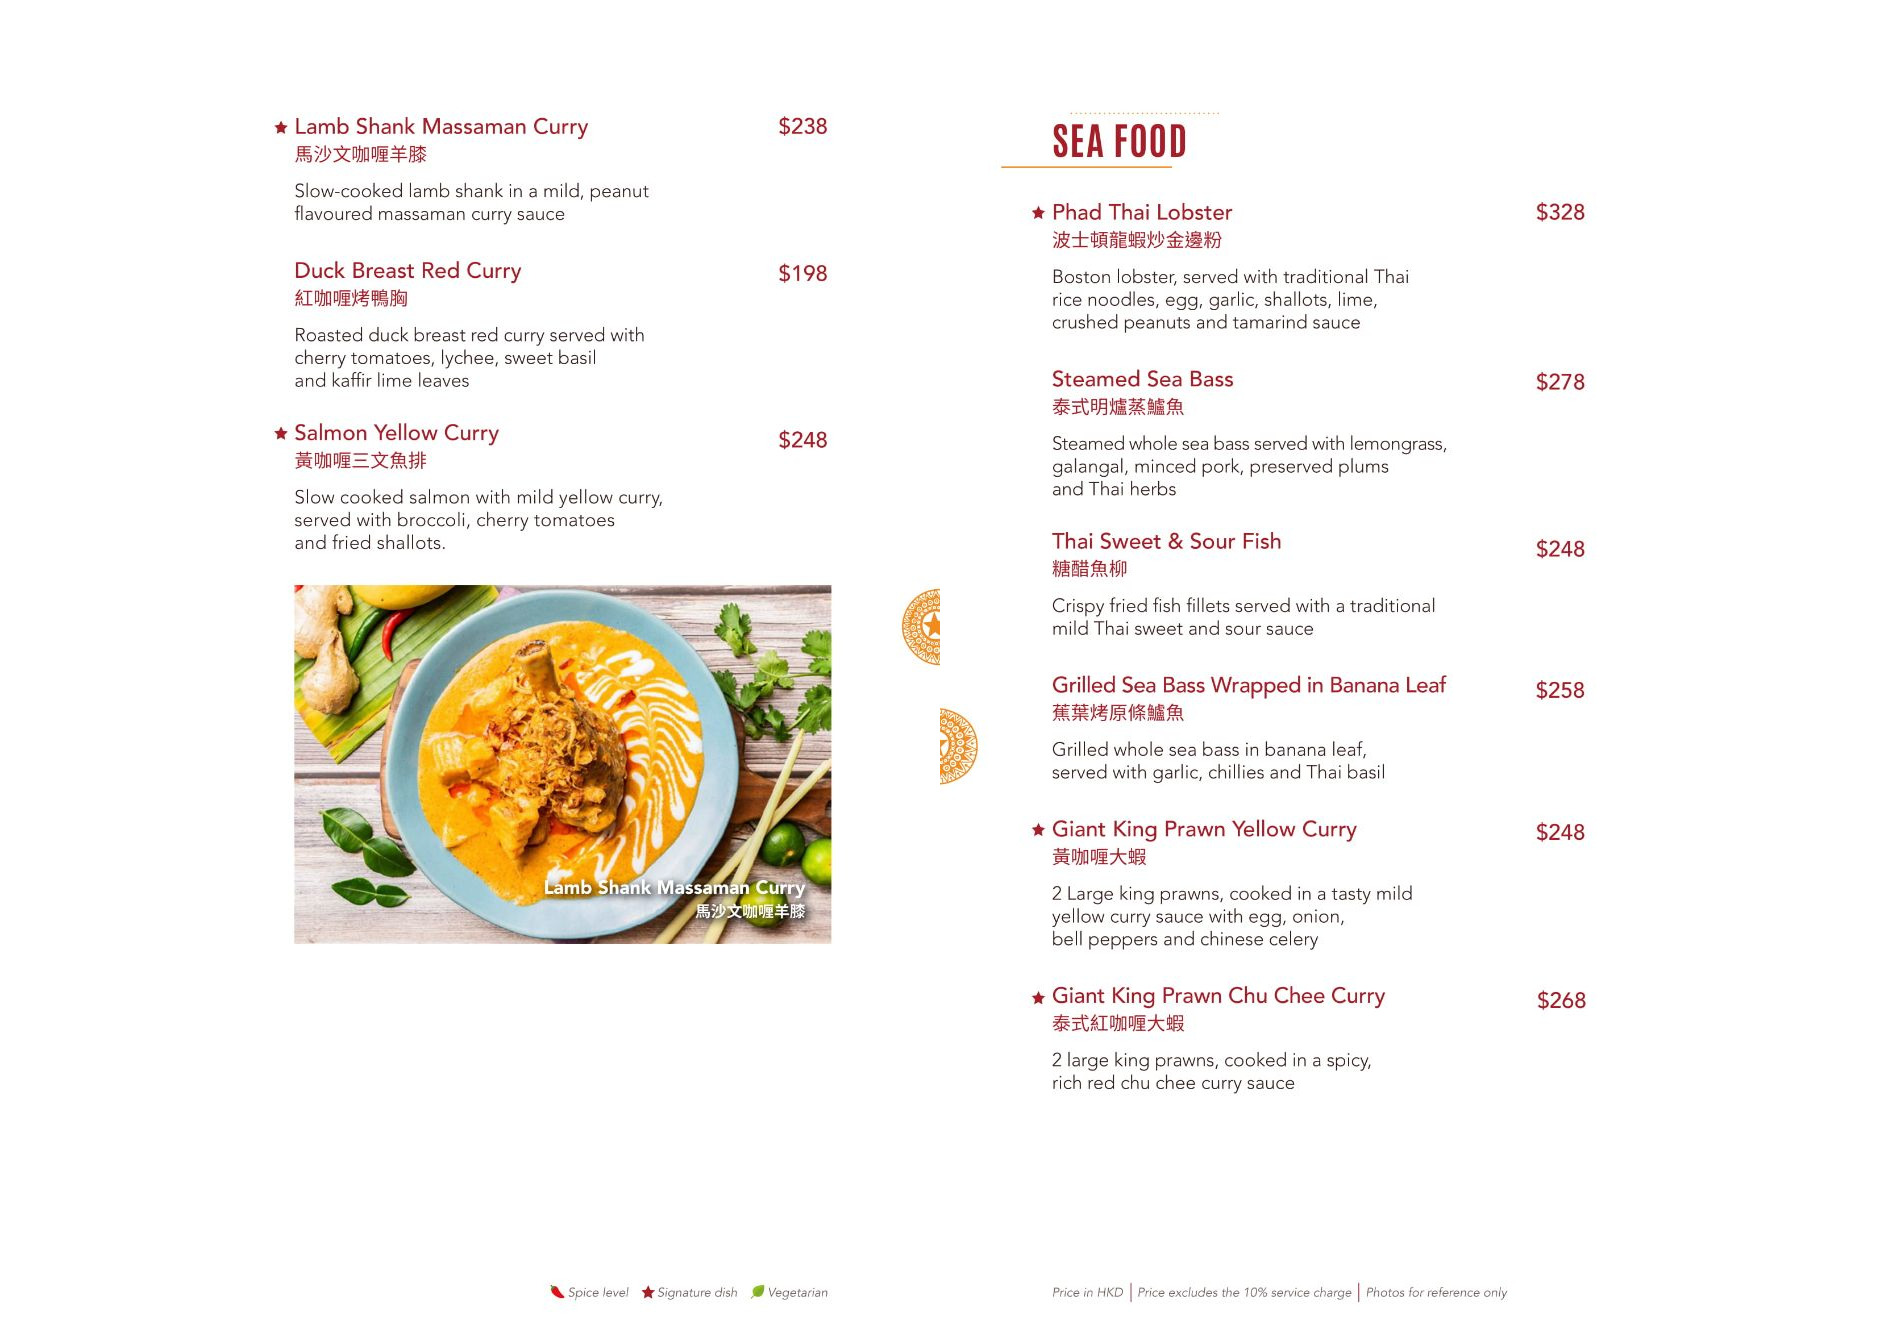 Lamb Shank Massaman Curry $238
馬沙文咖喱羊膝
Slow-cooked lamb shank in a mild, peanut
flavoured massaman curry sauce
Duck Breast Red Curry $198
紅咖喱烤鴨胸
Roasted duck breast red curry served with
cherry tomatoes, lychee, sweet basil
and kaffir lime leaves
Salmon Yellow Curry $248
黃咖喱三文魚排
Slow cooked salmon with mild yellow curry,
served with broccoli, cherry tomatoes
and fried shallots.
Lamb Shank Massaman Curry
馬沙文咖喱羊膝
Spice level Signature dish Vegetarian
SEA FOOD
Phad Thai Lobster $328
波士頓龍蝦炒金邊粉
Boston lobster, served with traditional Thai
rice noodles, egg, garlic, shallots, lime,
crushed peanuts and tamarind sauce
Steamed Sea Bass $278
泰式明爐蒸鱸魚
Steamed whole sea bass served with lemongrass,
galangal, minced pork, preserved plums
and Thai herbs
Thai Sweet & Sour Fish $248
糖醋魚柳
Crispy fried fish fillets served with a traditional
mild Thai sweet and sour sauce
Grilled Sea Bass Wrapped in Banana Leaf $258
蕉葉烤原條鱸魚
Grilled whole sea bass in banana leaf,
served with garlic, chillies and Thai basil
Giant King Prawn Yellow Curry $248
黃咖喱大蝦
2 Large king prawns, cooked in a tasty mild
yellow curry sauce with egg, onion,
bell peppers and chinese celery
Giant King Prawn Chu Chee Curry $268
泰式紅咖喱大蝦
2 large king prawns, cooked in a spicy,
rich red chu chee curry sauce
Price in HKD | Price excludes the 10% service charge | Photos for reference only